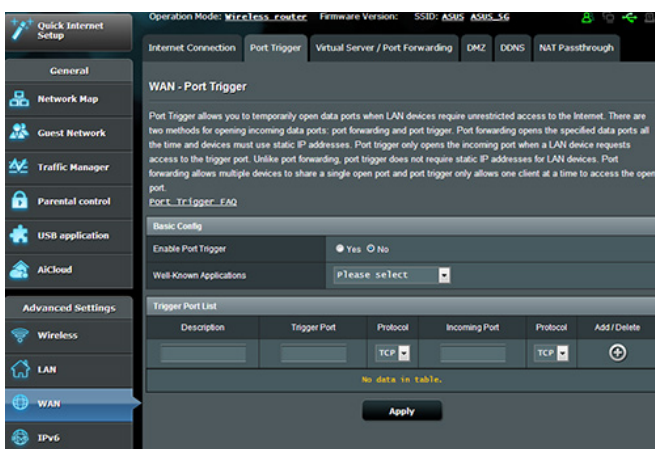 Quick Internet
Setup
Operation Mode: Wireless router Firmware Version: SSID: ASUS ASUS_5G
Internet Connection Port Trigger Virtual Server / Port Forwarding DMZ DDNS NAT Passthrough
General
Network Map
Guest Network
Traffic Manager
Parental control
USB application
AiCloud
Advanced Settings
Wireless
LAN
WAN
IPv6
WAN - Port Trigger
Port Trigger allows you to temporarily open data ports when LAN devices require unrestricted access to the Internet. There are
two methods for opening incoming data ports: port forwarding and port trigger. Port forwarding opens the specified data ports all
the time and devices must use static IP addresses. Port trigger only opens the incoming port when a LAN device requests
access to the trigger port. Unlike port forwarding, port trigger does not require static IP addresses for LAN devices. Port
forwarding allows multiple devices to share a single open port and port trigger only allows one client at a time to access the open
port.
Port Trigger FAQ
Basic Config
Enable Port Trigger Yes No
Well-Known Applications Please select
Trigger Port List
Description Trigger Port Protocol Incoming Port Protocol Add / Delete
TCP TCP
No data in table.
Apply